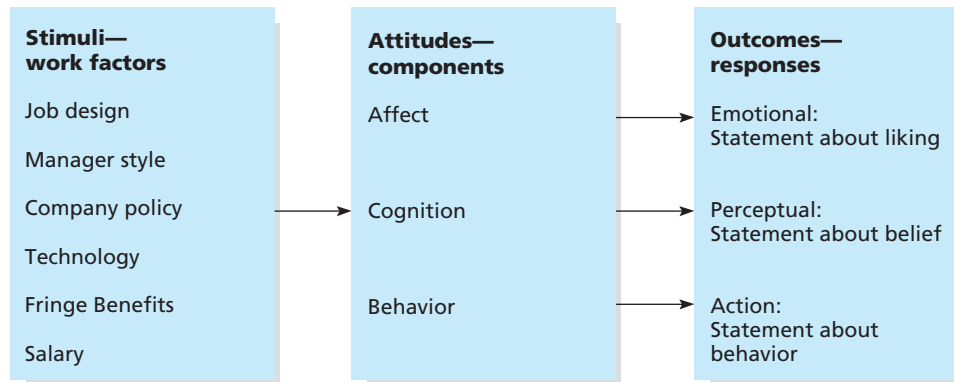 Stimuli—
work factors
Job design
Manager style
Company policy
Technology
Fringe Benefits
Salary
Attitudes—
components
Affect
Cognition
Behavior
Outcomes—
responses
Emotional:
Statement about liking
Perceptual:
Statement about belief
Action:
Statement about
behavior